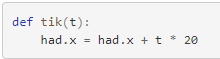 def tik(t):
    had.x = had.x + t * 20